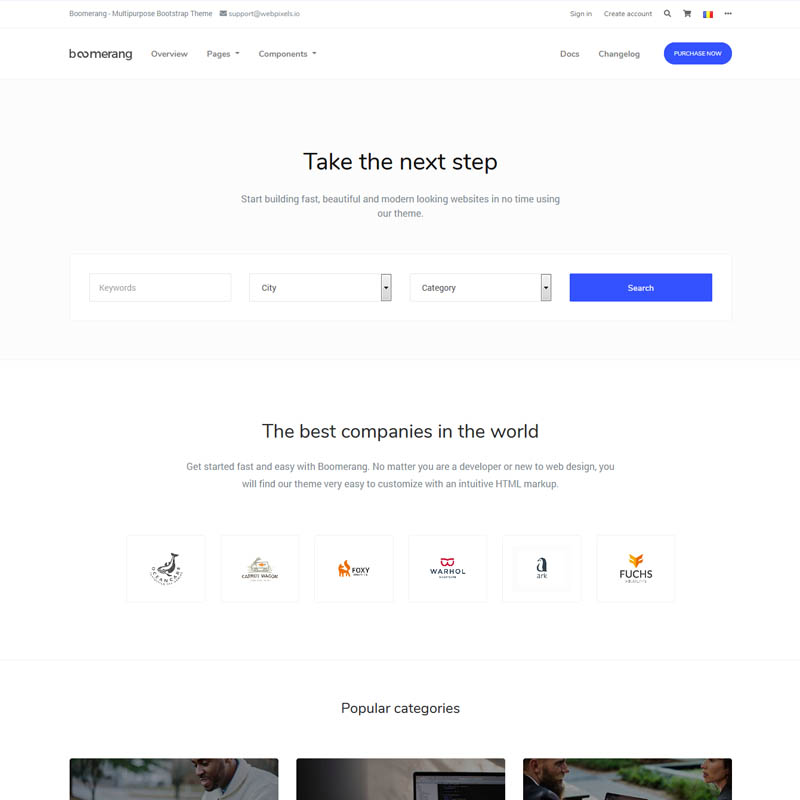 Boomerang - Multipurpose Bootstrap Theme support@webpixels.io Sign in Create account
boomerang Overview Pages Components Docs Changelog PURCHASE NOW
Take the next step
Start building fast, beautiful and modern looking websites in no time using
our theme.
Keywords City Category Search
The best companies in the world
Get started fast and easy with Boomerang. No matter you are a developer or new to web design, you
will find our theme very easy to customize with an intuitive HTML markup.
OCEANCARE
FOXY
WARHOL
ark
FUCHS
Popular categories